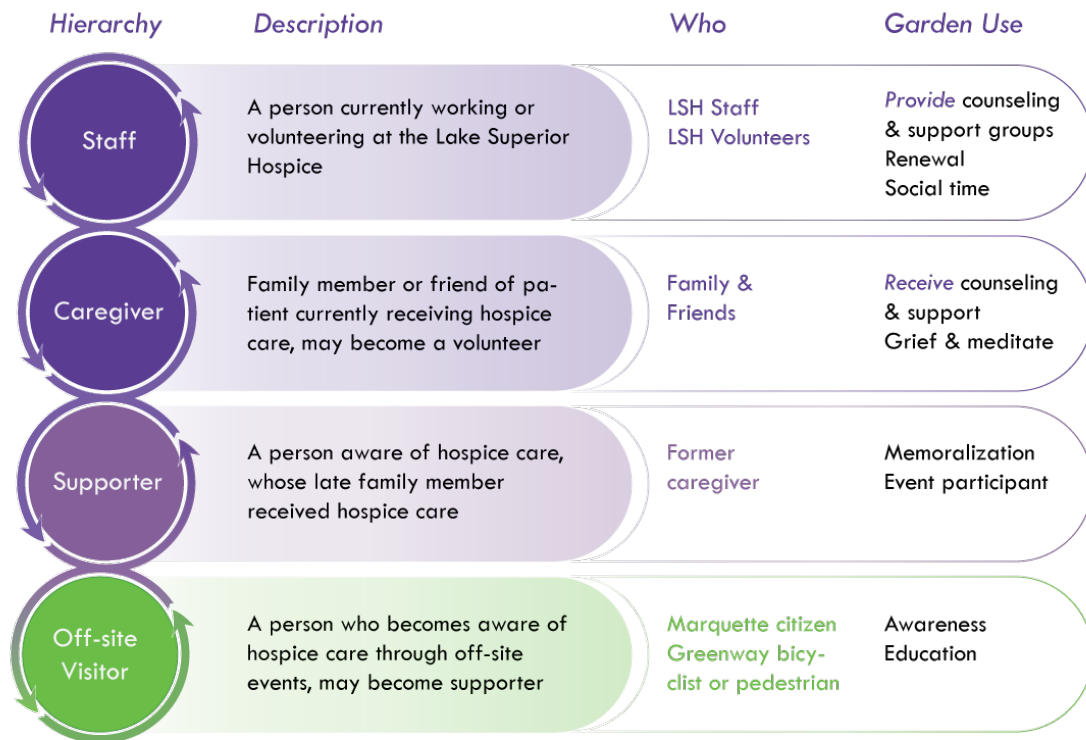 Hierarchy
Description
Who
Garden Use
Staff
A person currently working or
volunteering at the Lake Superior
Hospice
LSH Staff
LSH Volunteers
Provide counseling
& support groups
Renewal
Social time
Caregiver
Family member or friend of pa-
tient currently receiving hospice
care, may become a volunteer
Family &
Friends
Receive counseling
& support
Grief & meditate
Supporter
A person aware of hospice care,
whose late family member
received hospice care
Former
caregiver
Memoralization
Event participant
Off-site
Visitor
A person who becomes aware of
hospice care through off-site
events, may become supporter
Marquette citizen
Greenway bicy-
clist or pedestrian
Awareness
Education